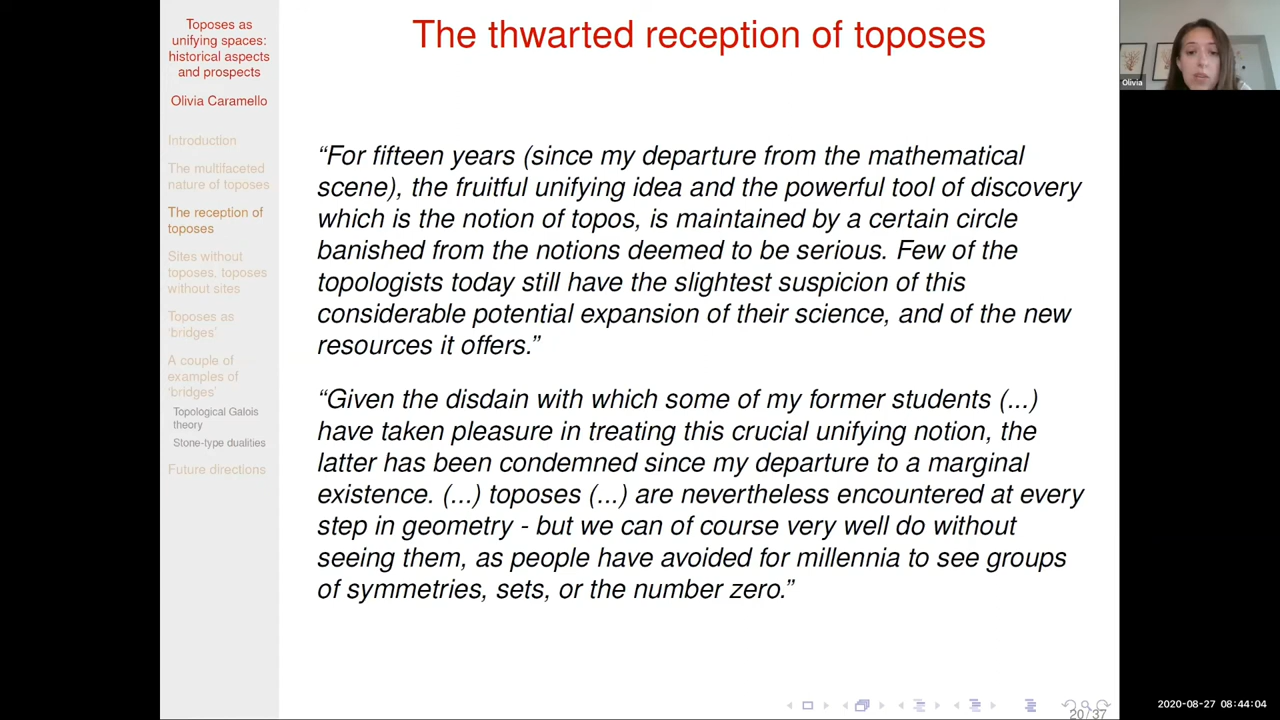 Toposes as
unifying spaces:
historical aspects
and prospects
Olivia Caramello
Introduction
The multifaceted
nature of toposes
The reception of
toposes
Sites without
toposes, toposes
without sites
Toposes as
‘bridges’
A couple of
examples of
‘bridges’
Topological Galois
theory
Stone-type dualities
Future directions
The thwarted reception of toposes
“For fifteen years (since my departure from the mathematical
scene), the fruitful unifying idea and the powerful tool of discovery
which is the notion of topos, is maintained by a certain circle
banished from the notions deemed to be serious. Few of the
topologists today still have the slightest suspicion of this
considerable potential expansion of their science, and of the new
resources it offers.”
“Given the disdain with which some of my former students (...)
have taken pleasure in treating this crucial unifying notion, the
latter has been condemned since my departure to a marginal
existence. (...) toposes (...) are nevertheless encountered at every
step in geometry - but we can of course very well do without
seeing them, as people have avoided for millennia to see groups
of symmetries, sets, or the number zero.”
20/37
Olivia
2020-08-27 08:44:04